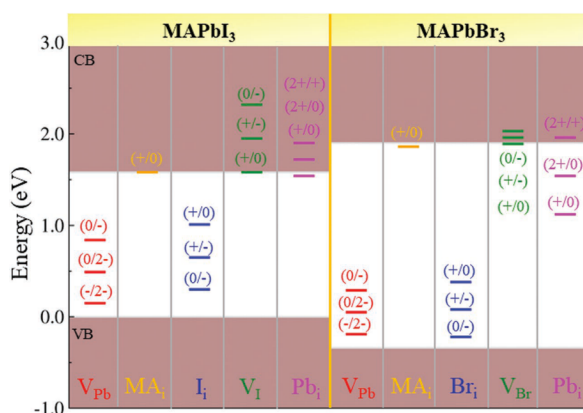 MAPbI3 MAPbBr3
3.0
2.0
1.0
0.0
-1.0
Energy (eV)
CB
VB
(0/-)
(0/2-)
(-/2-)
VPb
(+/0)
MAi
(+/0)
(+/-)
(0/-)
Ii
(0/-)
(+/-)
(+/0)
VI
(2+/+)
(2+/0)
(+/0)
Pbi
(0/-)
(0/2-)
(-/2-)
VPb
(+/0)
MAi
(+/0)
(+/-)
(0/-)
Bri
(0/-)
(+/-)
(+/0)
VBr
(2+/+)
(2+/0)
(+/0)
Pbi